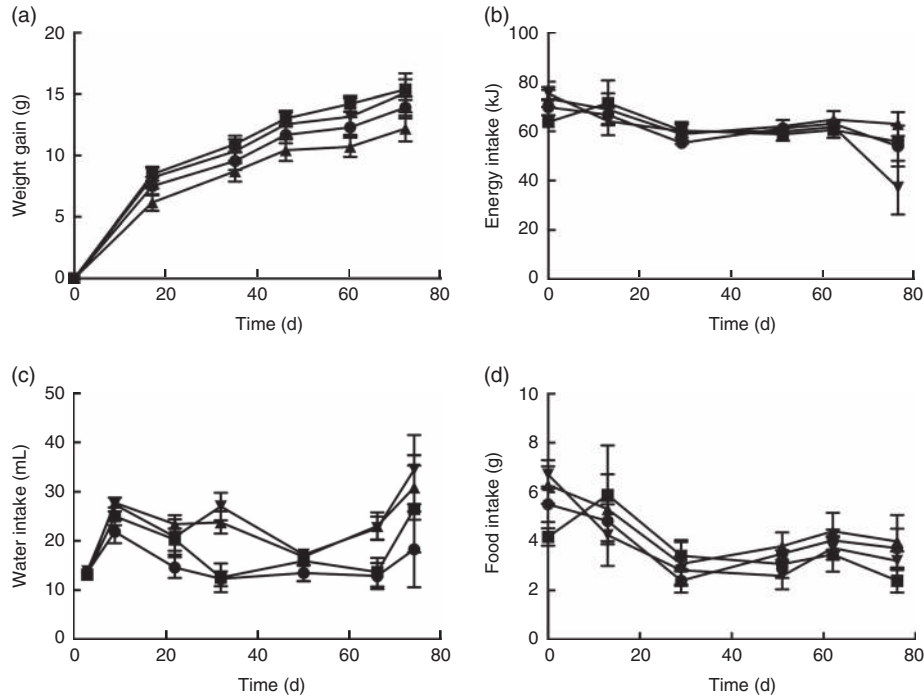 (a)
Weight gain (g)
20
15
10
5
0
0 20 40 60 80
Time (d)
(b)
Energy intake (kJ)
100
80
60
40
20
0
0 20 40 60 80
Time (d)
(c)
Water intake (mL)
50
40
30
20
10
0
0 20 40 60 80
Time (d)
(d)
Food intake (g)
10
8
6
4
2
0
0 20 40 60 80
Time (d)